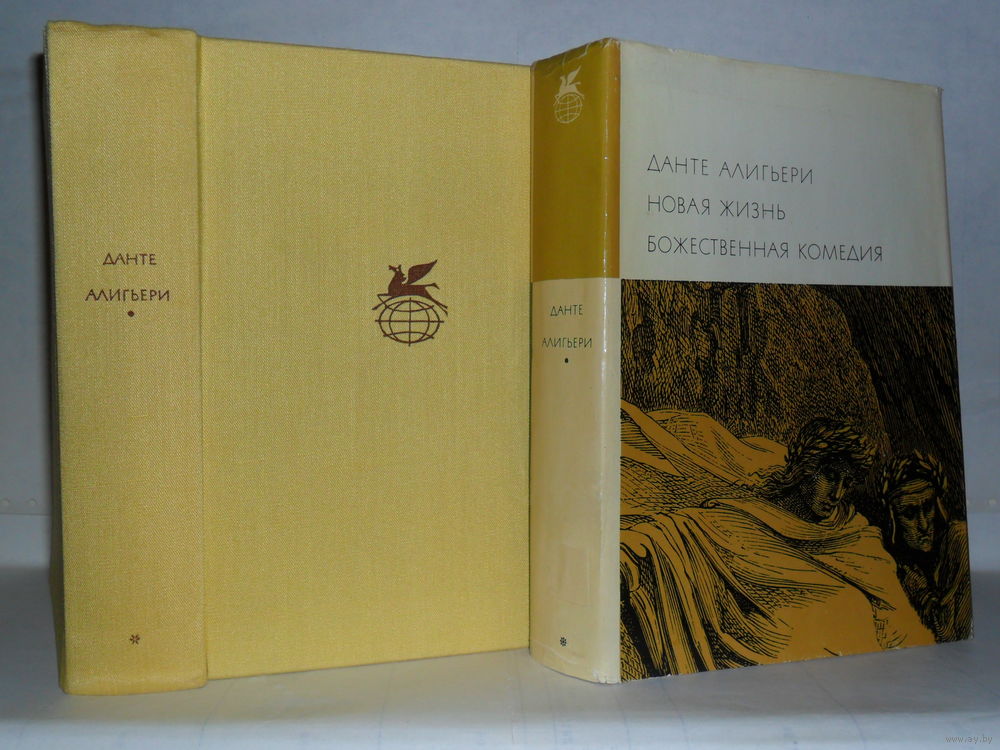 ДАНТЕ
АЛИГЬЕРИ
ДАНТЕ АЛИГЬЕРИ
НОВАЯ ЖИЗНЬ
БОЖЕСТВЕННАЯ КОМЕДИЯ
ДАНТЕ
АЛИГЬЕРИ
www.ay.by